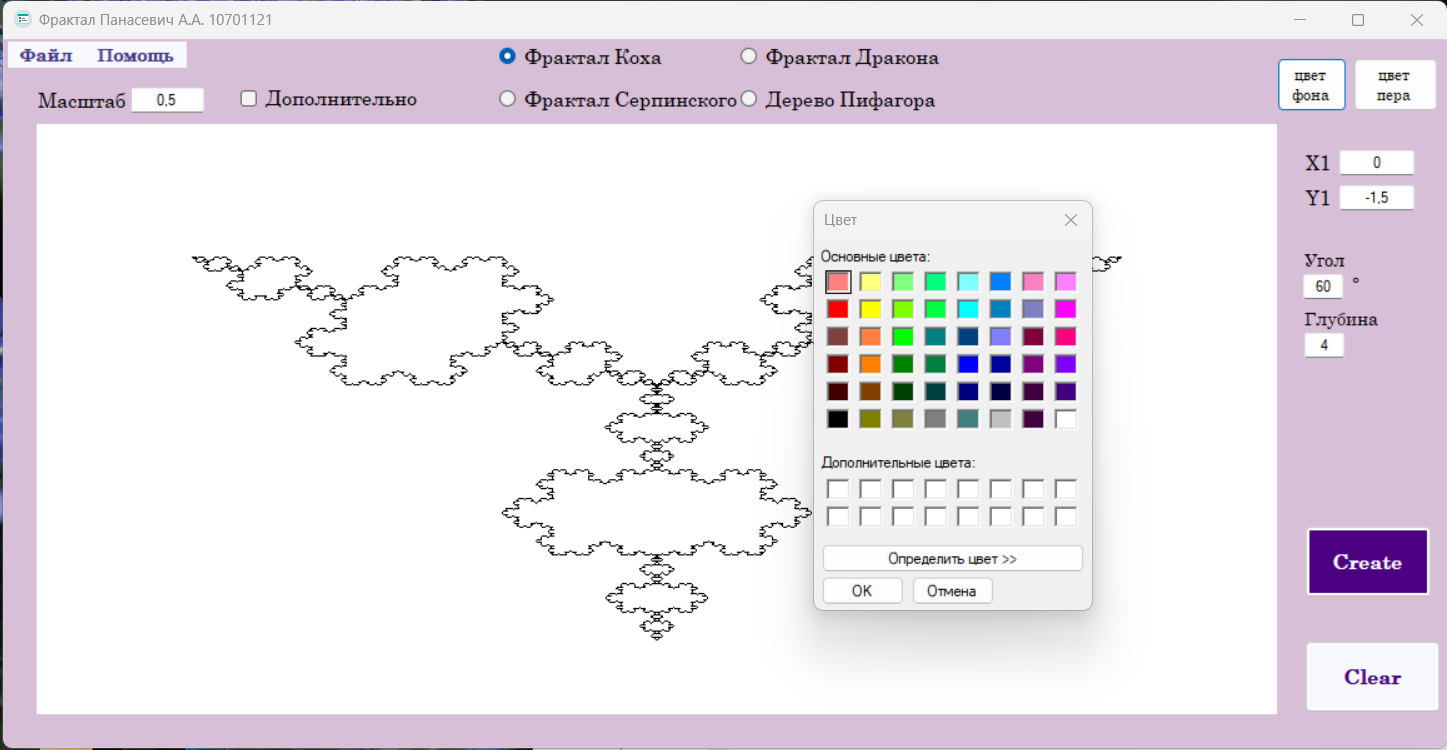 Фрактал Панасевич А.А. 10701121
Файл Помощь
Фрактал Коха
Фрактал Дракона
Масштаб 0,5
Дополнительно
Фрактал Серпинского
Дерево Пифагора
цвет
фона
цвет
пера
X1 0
Y1 -1,5
Угол
60 °
Глубина
4
Цвет
Основные цвета:
Дополнительные цвета:
Определить цвет >>
OK
Отмена
Create
Clear